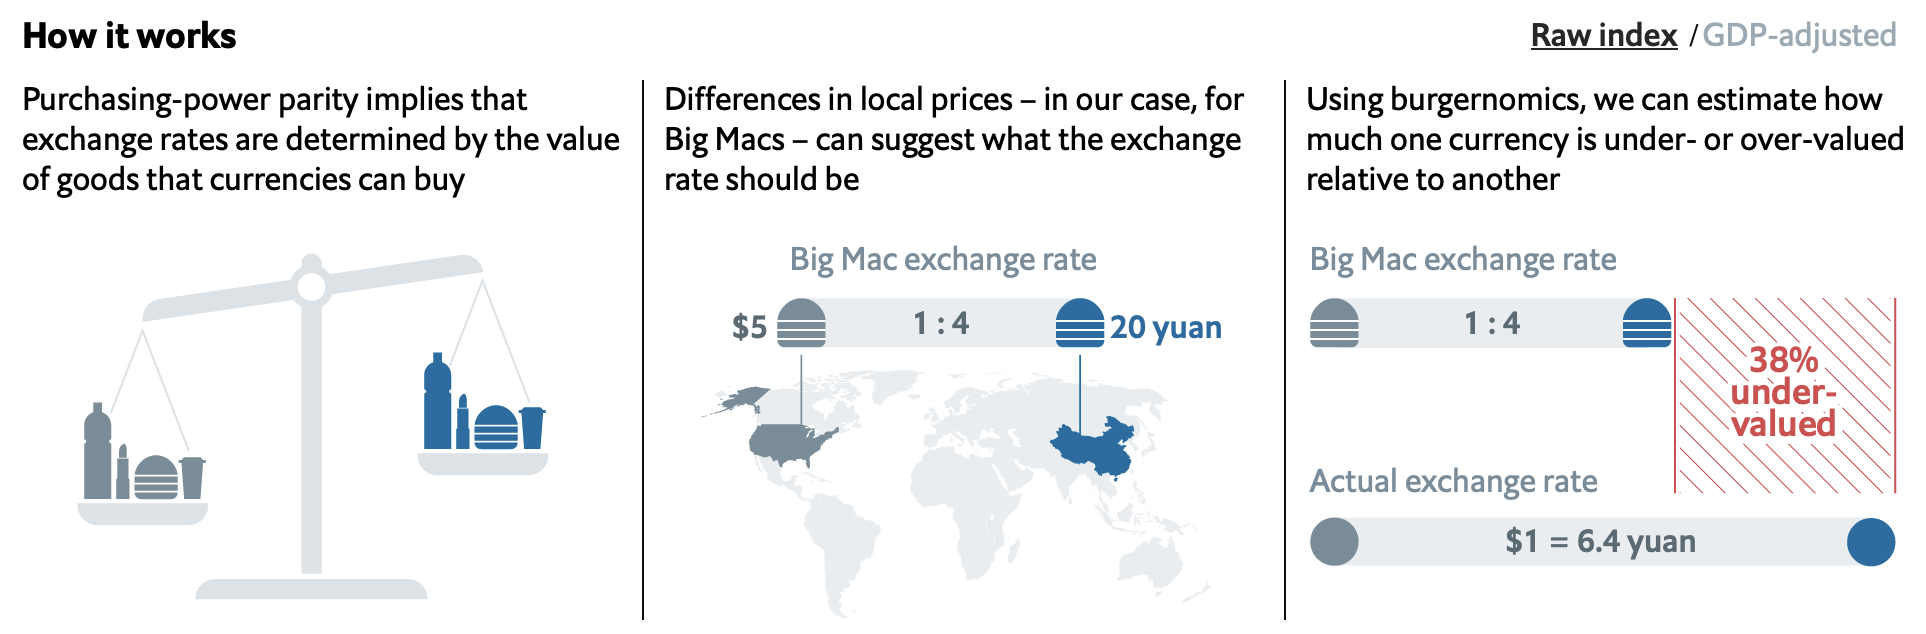 How it works
Raw index / GDP-adjusted
Purchasing-power parity implies that
exchange rates are determined by the value
of goods that currencies can buy
Differences in local prices – in our case, for
Big Macs – can suggest what the exchange
rate should be
Big Mac exchange rate
$5 1 : 4 20 yuan
Using burgernomics, we can estimate how
much one currency is under- or over-valued
relative to another
Big Mac exchange rate
1 : 4
38%
under-
valued
Actual exchange rate
$1 = 6.4 yuan